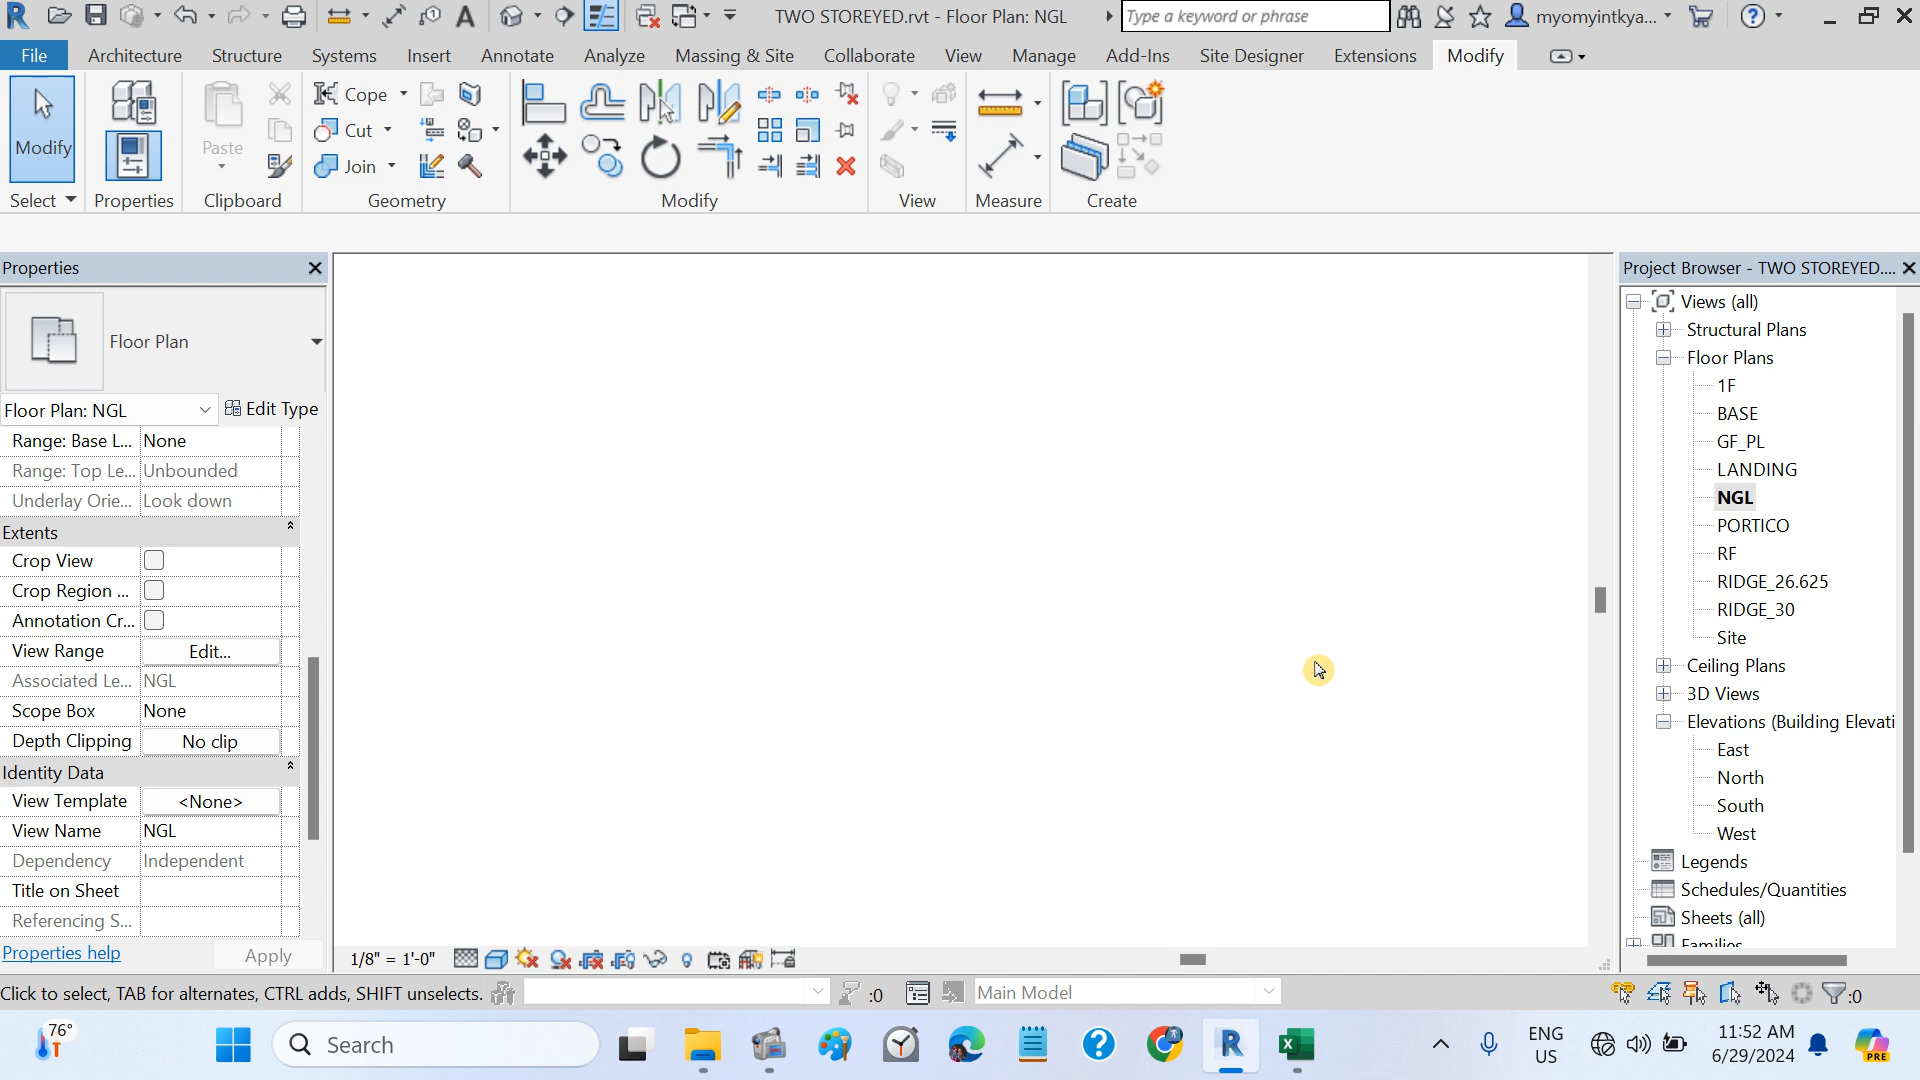 TWO STOREYED.rvt - Floor Plan: NGL
Type a keyword or phrase
myomyintkya...
File Architecture Structure Systems Insert Annotate Analyze Massing & Site Collaborate View Manage Add-Ins Site Designer Extensions Modify
Modify
Paste
Cope
Cut
Join
Select
Properties
Clipboard
Geometry
Modify
View
Measure
Create
Properties
Floor Plan
Floor Plan: NGL
Edit Type
Range: Base L... None
Range: Top Le... Unbounded
Underlay Orie... Look down
Extents
Crop View
Crop Region ...
Annotation Cr...
View Range Edit...
Associated Le... NGL
Scope Box None
Depth Clipping No clip
Identity Data
View Template <None>
View Name NGL
Dependency Independent
Title on Sheet
Referencing S...
Properties help
Apply
1/8" = 1'-0"
Project Browser - TWO STOREYED....
Views (all)
Structural Plans
Floor Plans
1F
BASE
GF_PL
LANDING
NGL
PORTICO
RF
RIDGE_26.625
RIDGE_30
Site
Ceiling Plans
3D Views
Elevations (Building Elevati
East
North
South
West
Legends
Schedules/Quantities
Sheets (all)
Families
Click to select, TAB for alternates, CTRL adds, SHIFT unselects.
:0
Main Model
:0
76°
Search
ENG
US
11:52 AM
6/29/2024
PRE